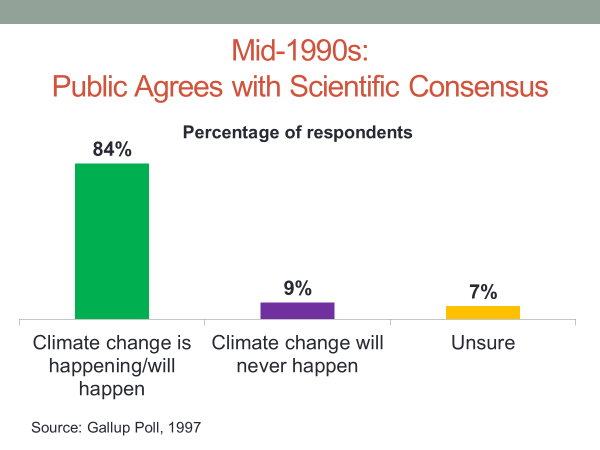 Mid-1990s:
Public Agrees with Scientific Consensus
Percentage of respondents
84%
9%
7%
Climate change is
happening/will
happen
Climate change will
never happen
Unsure
Source: Gallup Poll, 1997